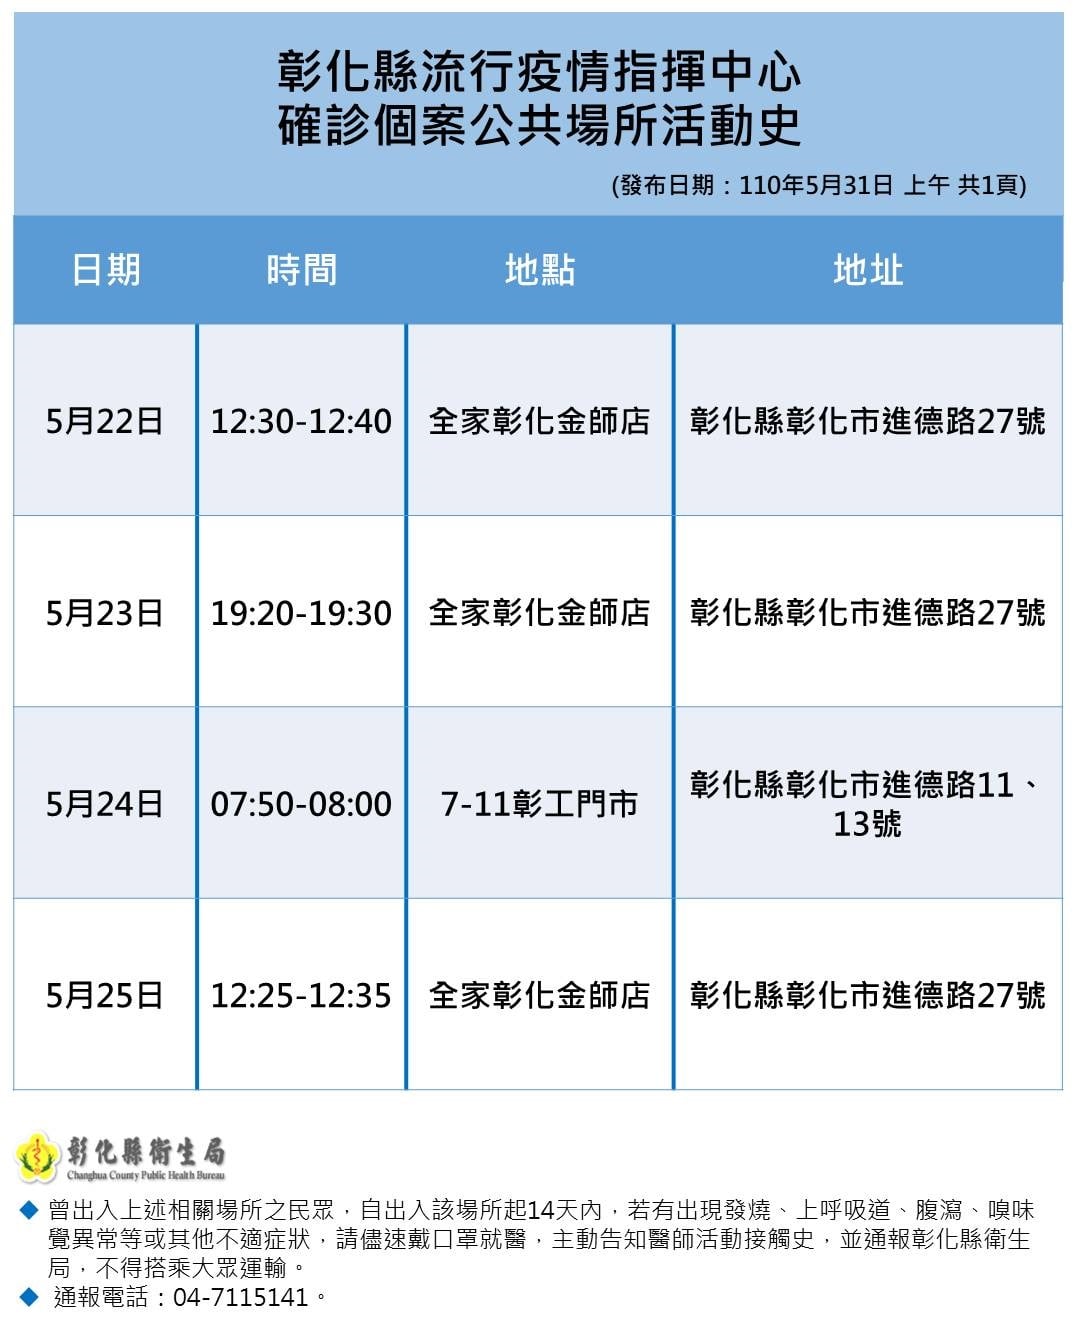 彰化縣流行疫情指揮中心
確診個案公共場所活動史
(發布日期：110年5月31日 上午 共1頁)
日期 時間 地點 地址
5月22日 12:30-12:40 全家彰化金師店 彰化縣彰化市進德路27號
5月23日 19:20-19:30 全家彰化金師店 彰化縣彰化市進德路27號
5月24日 07:50-08:00 7-11彰工門市 彰化縣彰化市進德路11、
13號
5月25日 12:25-12:35 全家彰化金師店 彰化縣彰化市進德路27號
彰化縣衛生局
Changhua County Public Health Bureau
◆ 曾出入上述相關場所之民眾，自出入該場所起14天內，若有出現發燒、上呼吸道、腹瀉、嗅味
覺異常等或其他不適症狀，請儘速戴口罩就醫，主動告知醫師活動接觸史，並通報彰化縣衛生
局，不得搭乘大眾運輸。
◆ 通報電話：04-7115141。